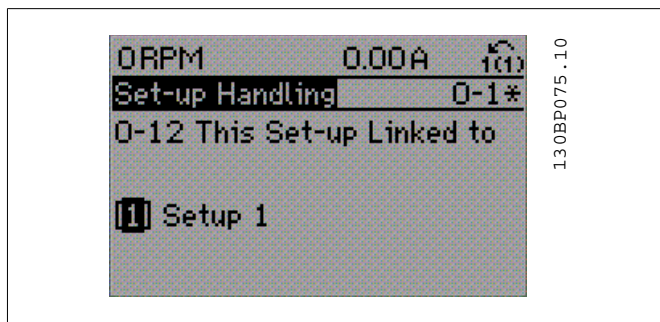 0RPM 0.00A 1(1)
Set-up Handling 0-1*
0-12 This Set-up Linked to
[1] Setup 1
130BP075.10